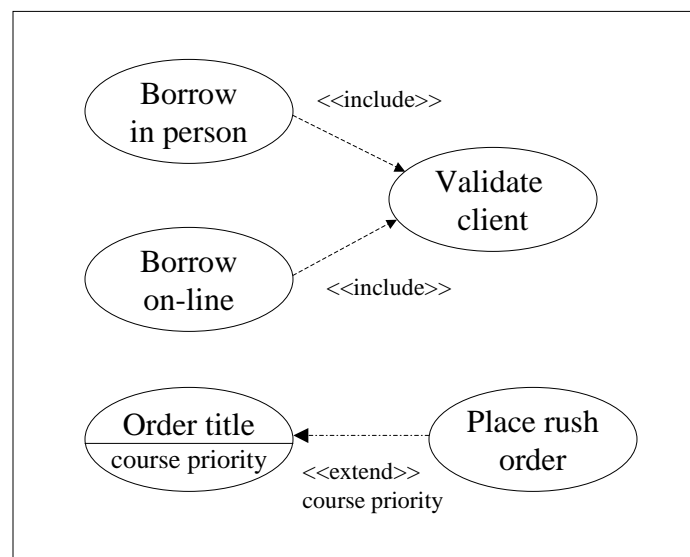 Borrow
in person
<<include>>
Validate
client
Borrow
on-line
<<include>>
Order title
course priority
<<extend>>
course priority
Place rush
order